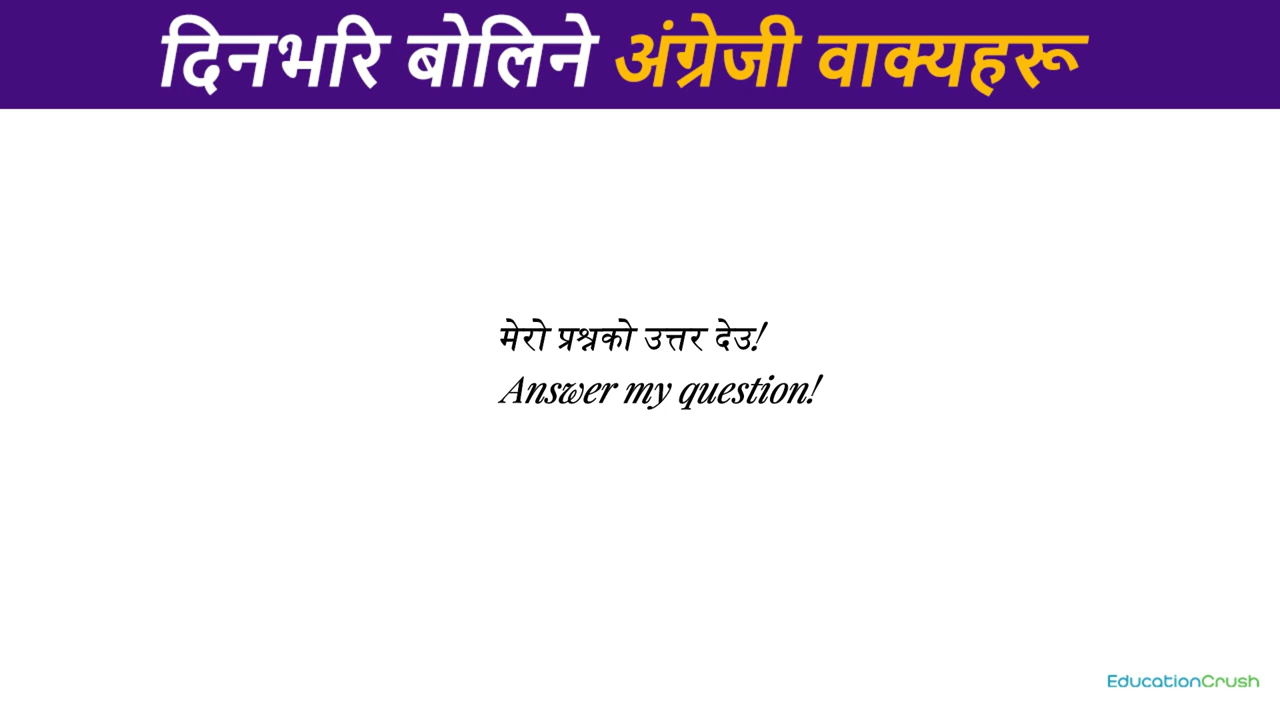 दिनभरि बोलिने अंग्रेजी वाक्यहरू
मेरो प्रश्नको उत्तर देउ!
Answer my question!
EducationCrush